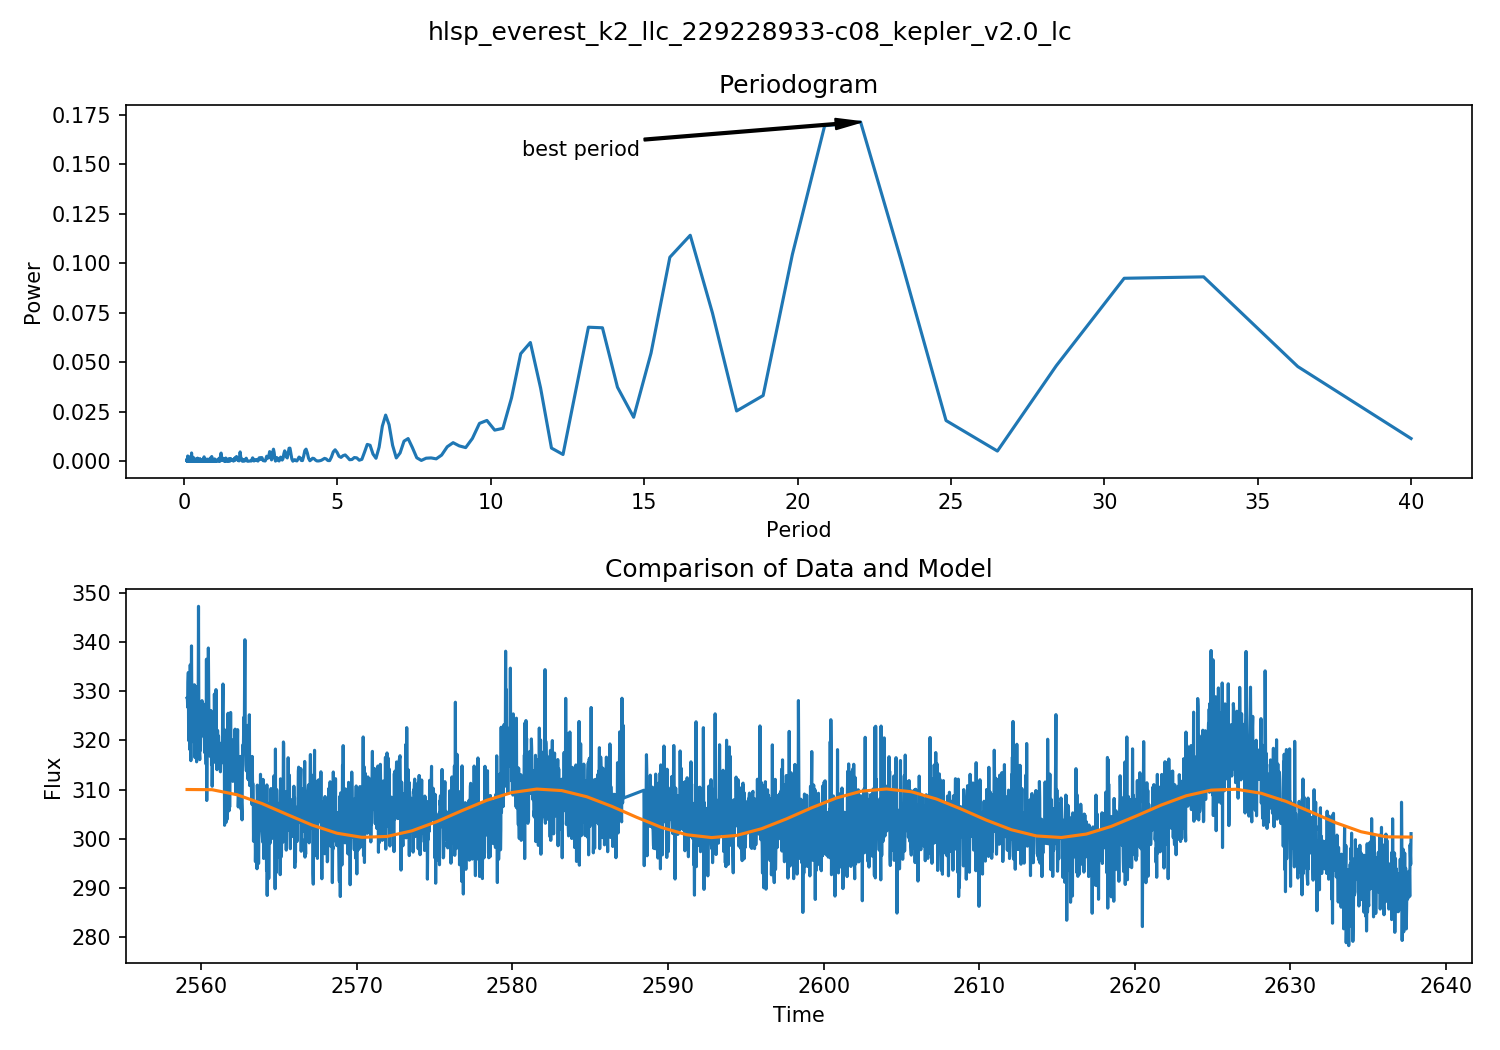 hlsp_everest_k2_llc_229228933-c08_kepler_v2.0_lc
Periodogram
0.175
0.150
0.125
0.100
0.075
0.050
0.025
0.000
Power
best period
0 5 10 15 20 25 30 35 40
Period
Comparison of Data and Model
350
340
330
320
310
300
290
280
Flux
2560 2570 2580 2590 2600 2610 2620 2630 2640
Time